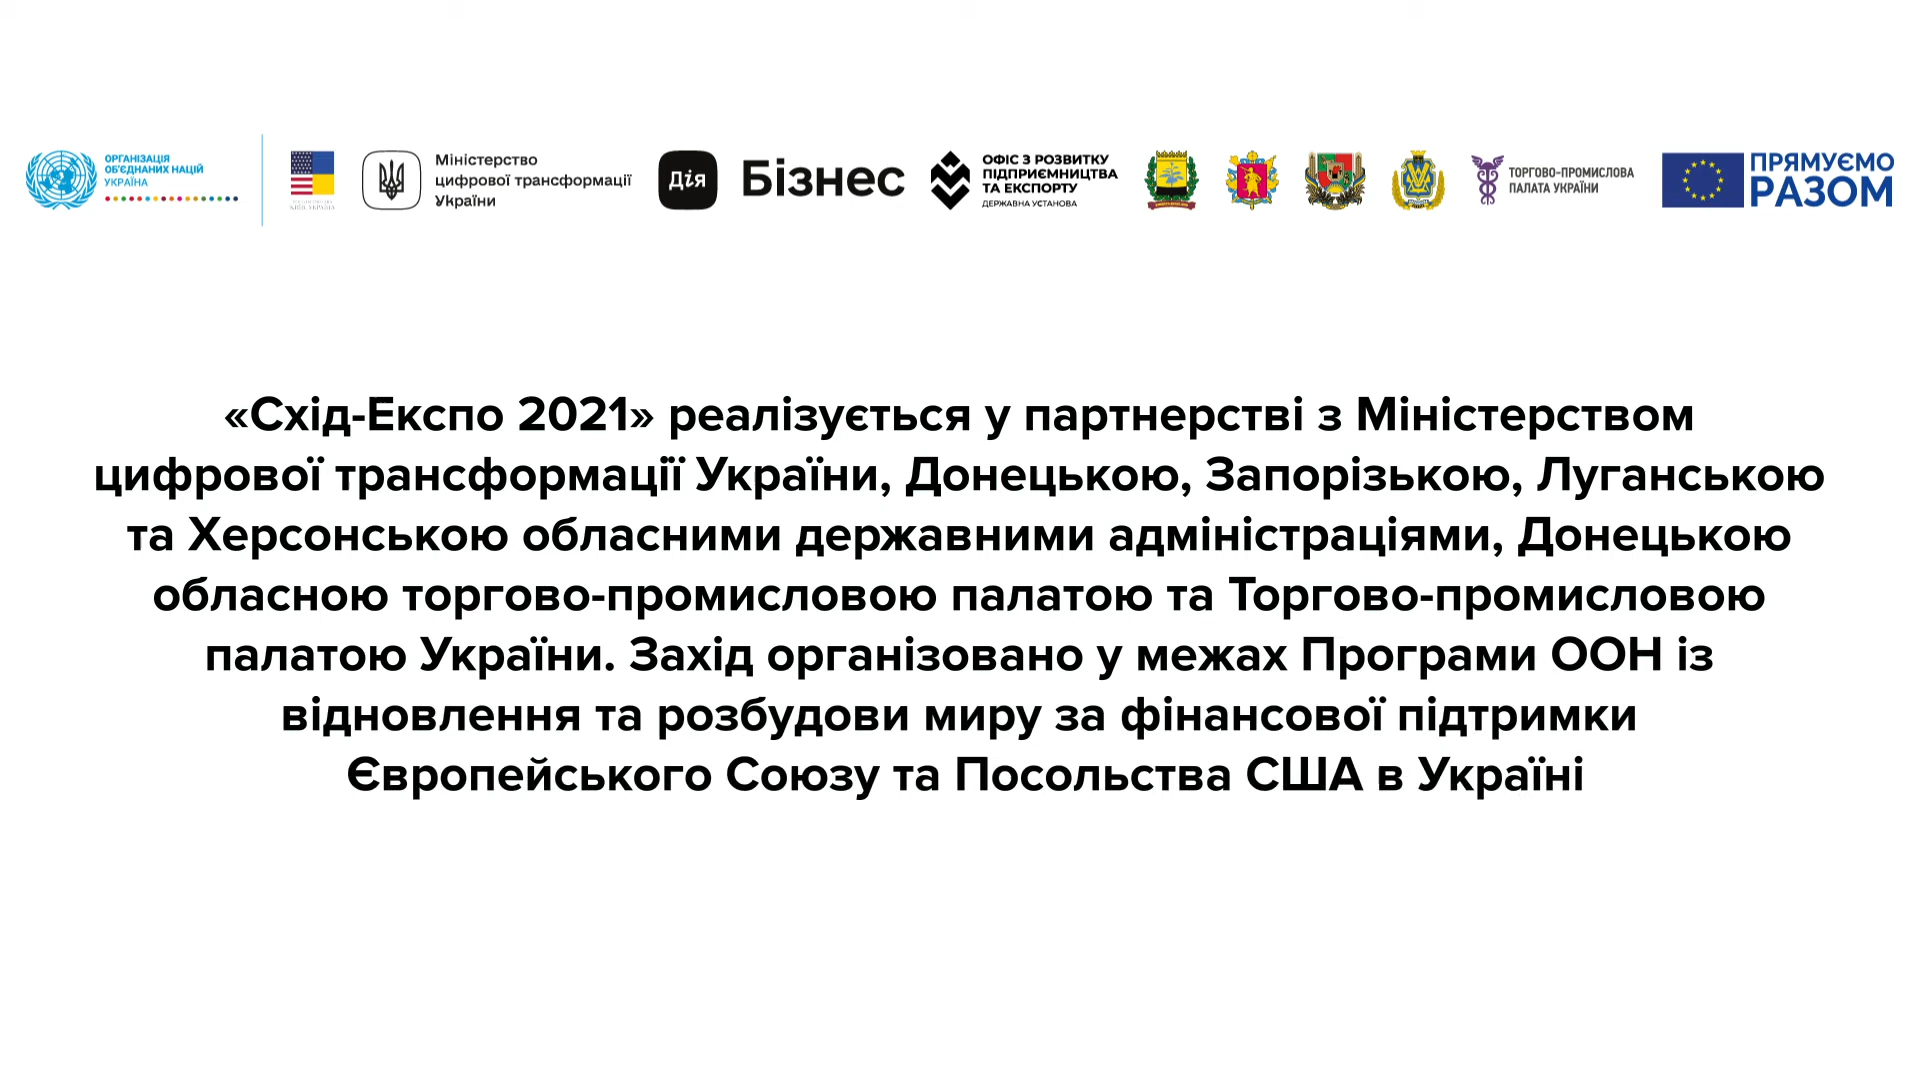 ОРГАНІЗАЦІЯ
ОБ'ЄДНАНИХ НАЦІЙ
УКРАЇНА
КИЇВ, УКРАЇНА
Міністерство
цифрової трансформації
України
Дія
Бізнес
ОФІС З РОЗВИТКУ
ПІДПРИЄМНИЦТВА
ТА ЕКСПОРТУ
ДЕРЖАВНА УСТАНОВА
ТОРГОВО-ПРОМИСЛОВА
ПАЛАТА УКРАЇНИ
ПРЯМУЄМО
РАЗОМ
«Схід-Експо 2021» реалізується у партнерстві з Міністерством
цифрової трансформації України, Донецькою, Запорізькою, Луганською
та Херсонською обласними державними адміністраціями, Донецькою
обласною торгово-промисловою палатою та Торгово-промисловою
палатою України. Захід організовано у межах Програми ООН із
відновлення та розбудови миру за фінансової підтримки
Європейського Союзу та Посольства США в Україні